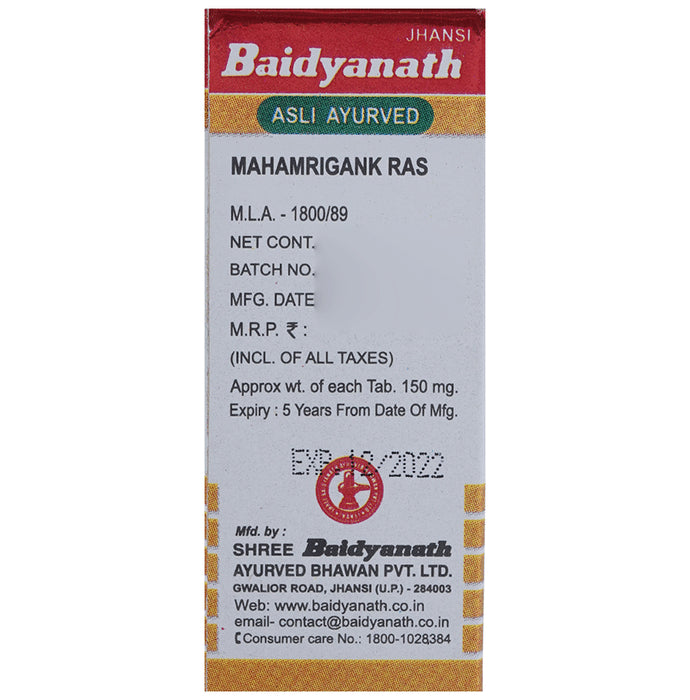 JHANSI
Baidyanath
ASLI AYURVED
MAHAMRIGANK RAS
M.L.A. - 1800/89
NET CONT.
BATCH NO.
MFG. DATE
M.R.P. ₹ :
(INCL. OF ALL TAXES)
Approx wt. of each Tab. 150 mg.
Expiry : 5 Years From Date Of Mfg.
EXP. 12/2022
Mfd. by :
SHREE Baidyanath
AYURVED BHAWAN PVT. LTD.
GWALIOR ROAD, JHANSI (U.P.) - 284003
Web: www.baidyanath.co.in
email- contact@baidyanath.co.in
Consumer care No.: 1800-1028384